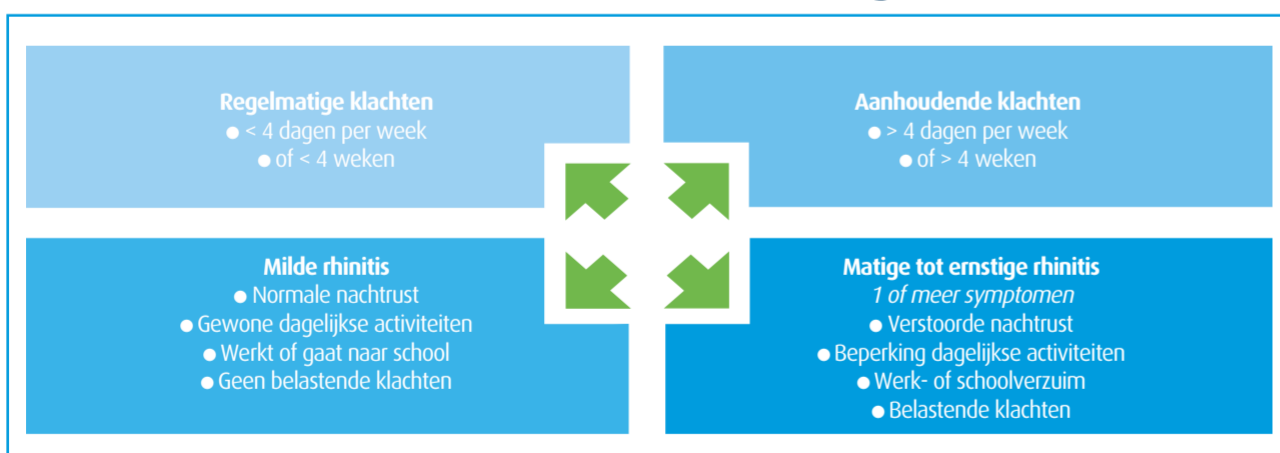 Regelmatige klachten
● < 4 dagen per week
● of < 4 weken
Aanhoudende klachten
● > 4 dagen per week
● of > 4 weken
Milde rhinitis
● Normale nachtrust
● Gewone dagelijkse activiteiten
● Werkt of gaat naar school
● Geen belastende klachten
Matige tot ernstige rhinitis
1 of meer symptomen
● Verstoorde nachtrust
● Beperking dagelijkse activiteiten
● Werk- of schoolverzuim
● Belastende klachten